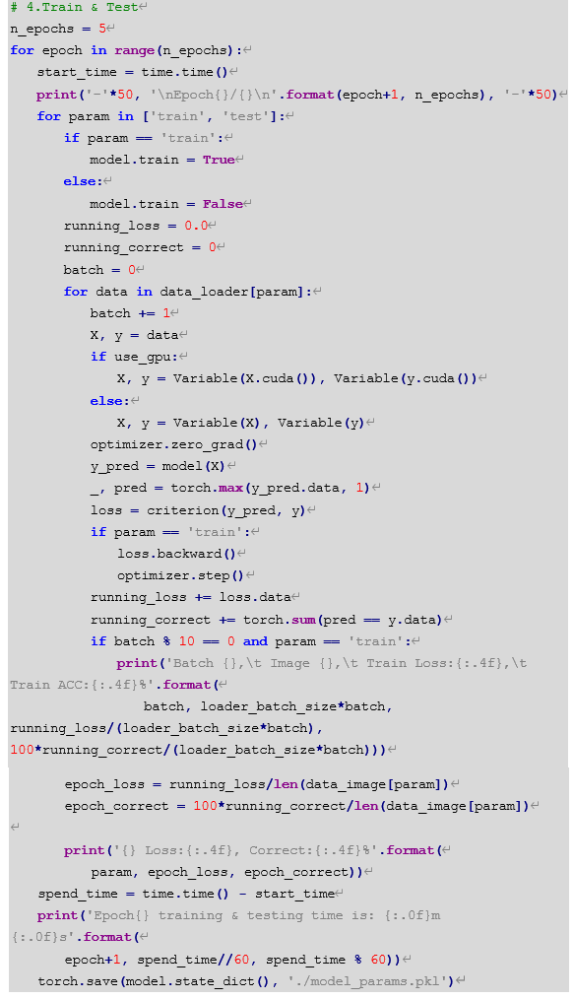 # 4.Train & Test↵
n_epochs = 5↵
for epoch in range(n_epochs):↵
start_time = time.time()↵
print('-'*50, '\nEpoch{}/{}\n'.format(epoch+1, n_epochs), '-'*50)↵
for param in ['train', 'test']:↵
if param == 'train':↵
model.train = True↵
else:↵
model.train = False↵
running_loss = 0.0↵
running_correct = 0↵
batch = 0↵
for data in data_loader[param]:↵
batch += 1↵
X, y = data↵
if use_gpu:↵
X, y = Variable(X.cuda()), Variable(y.cuda())↵
else:↵
X, y = Variable(X), Variable(y)↵
optimizer.zero_grad()↵
y_pred = model(X)↵
_, pred = torch.max(y_pred.data, 1)↵
loss = criterion(y_pred, y)↵
if param == 'train':↵
loss.backward()↵
optimizer.step()↵
running_loss += loss.data↵
running_correct += torch.sum(pred == y.data)↵
if batch % 10 == 0 and param == 'train':↵
print('Batch {},\t Image {},\t Train Loss:{:.4f},\t
Train ACC:{:.4f}%'.format(↵
batch, loader_batch_size*batch,
running_loss/(loader_batch_size*batch),
100*running_correct/(loader_batch_size*batch)))↵
epoch_loss = running_loss/len(data_image[param])↵
epoch_correct = 100*running_correct/len(data_image[param])↵
↵
print('{} Loss:{:.4f}, Correct:{:.4f}%'.format(↵
param, epoch_loss, epoch_correct))↵
spend_time = time.time() - start_time↵
print('Epoch{} training & testing time is: {:.0f}m
{:.0f}s'.format(↵
epoch+1, spend_time//60, spend_time % 60))↵
torch.save(model.state_dict(), './model_params.pkl')↵